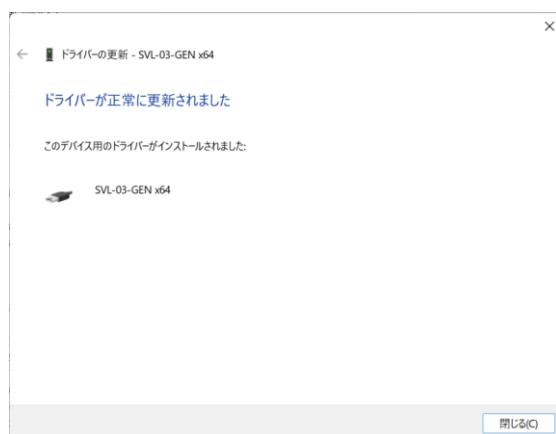 ドライバーの更新 - SVL-03-GEN x64
ドライバーが正常に更新されました
このデバイス用のドライバーがインストールされました:
SVL-03-GEN x64
閉じる(C)